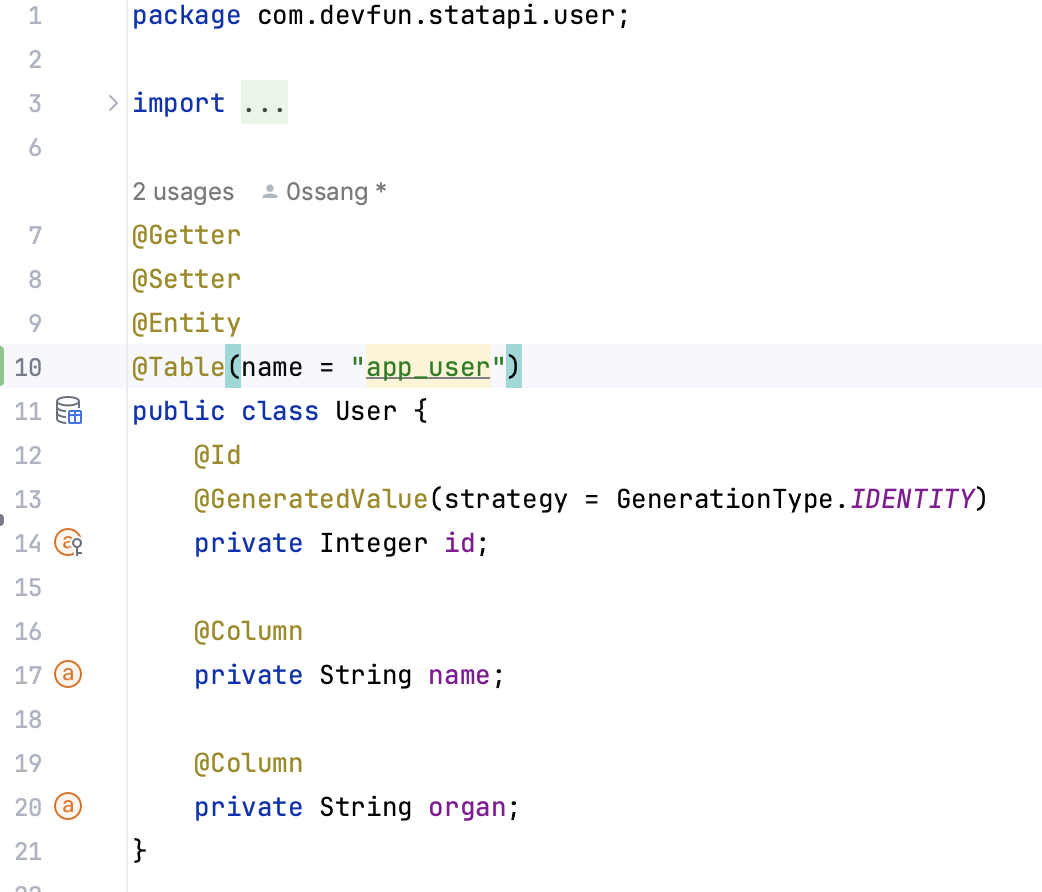 1 package com.devfun.statapi.user;
2
3 import ...
6
2 usages Ossang *
7 @Getter
8 @Setter
9 @Entity
10 @Table(name = "app_user")
11 public class User {
12 @Id
13 @GeneratedValue(strategy = GenerationType.IDENTITY)
14 private Integer id;
15
16 @Column
17 private String name;
18
19 @Column
20 private String organ;
21 }